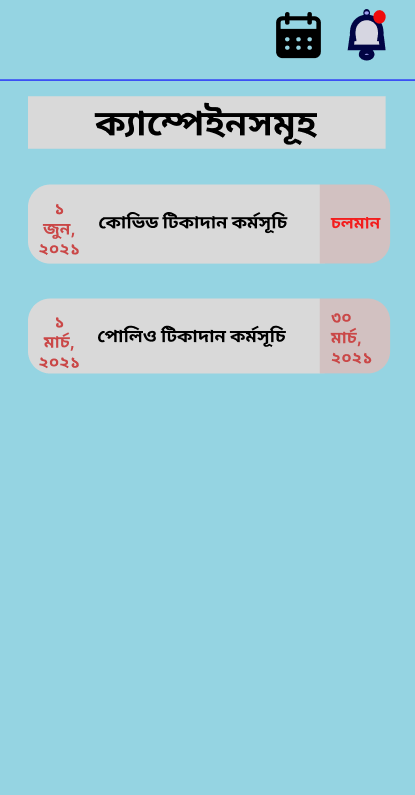 ক্যাম্পেইনসমূহ
১
জুন,
২০২১
কোভিড টিকাদান কর্মসূচি
চলমান
১
মার্চ,
২০২১
পোলিও টিকাদান কর্মসূচি
৩০
মার্চ,
২০২১